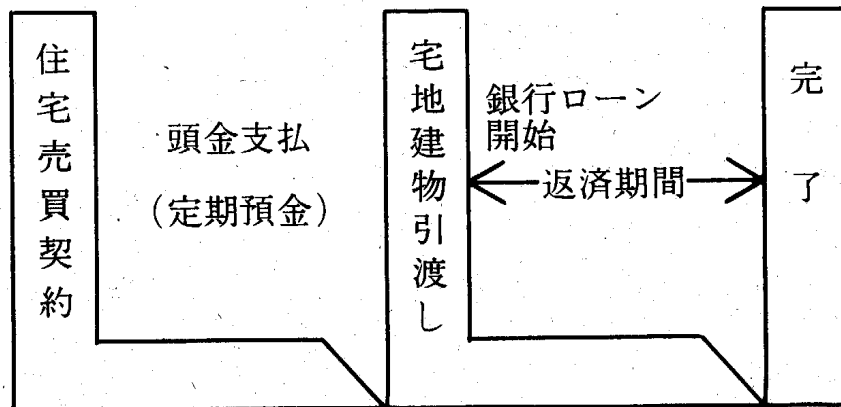 住宅売買契約
頭金支払
（定期預金）
宅地建物引渡し
銀行ローン
開始
返済期間
完了